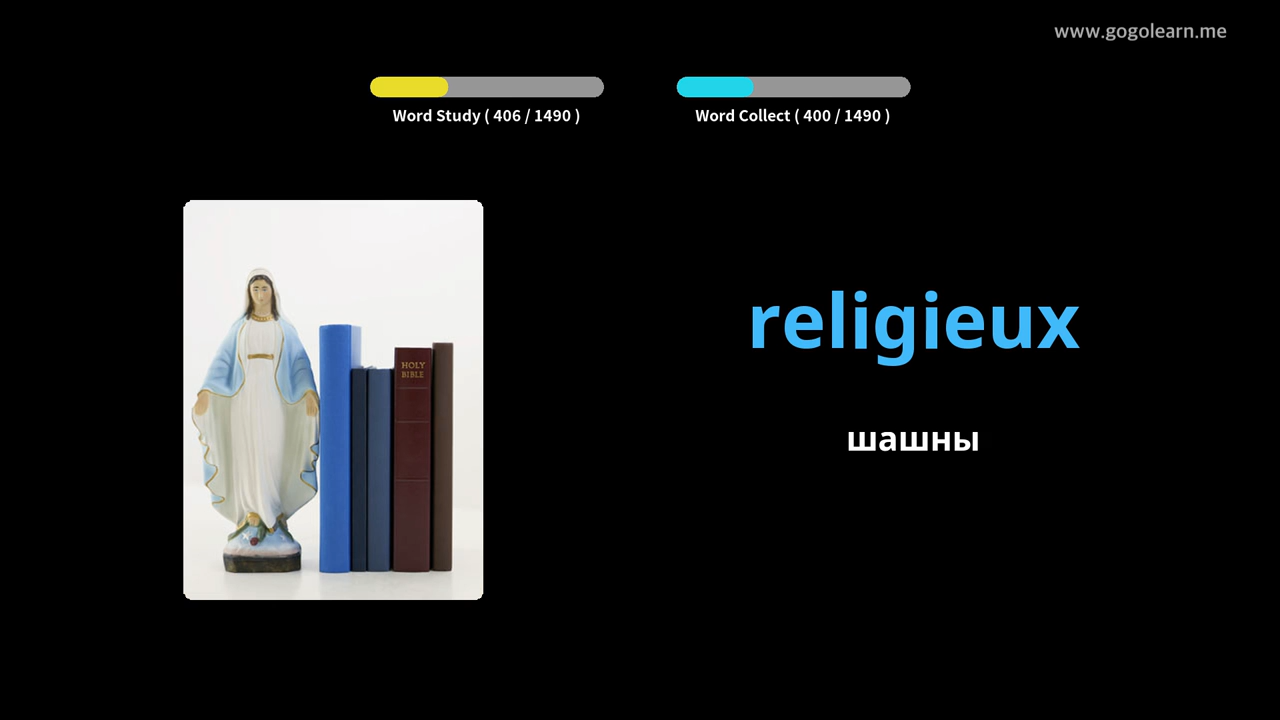 www.gogolearn.me
Word Study ( 406 / 1490 )
Word Collect ( 400 / 1490 )
religieux
шашны
HOLY
BIBLE